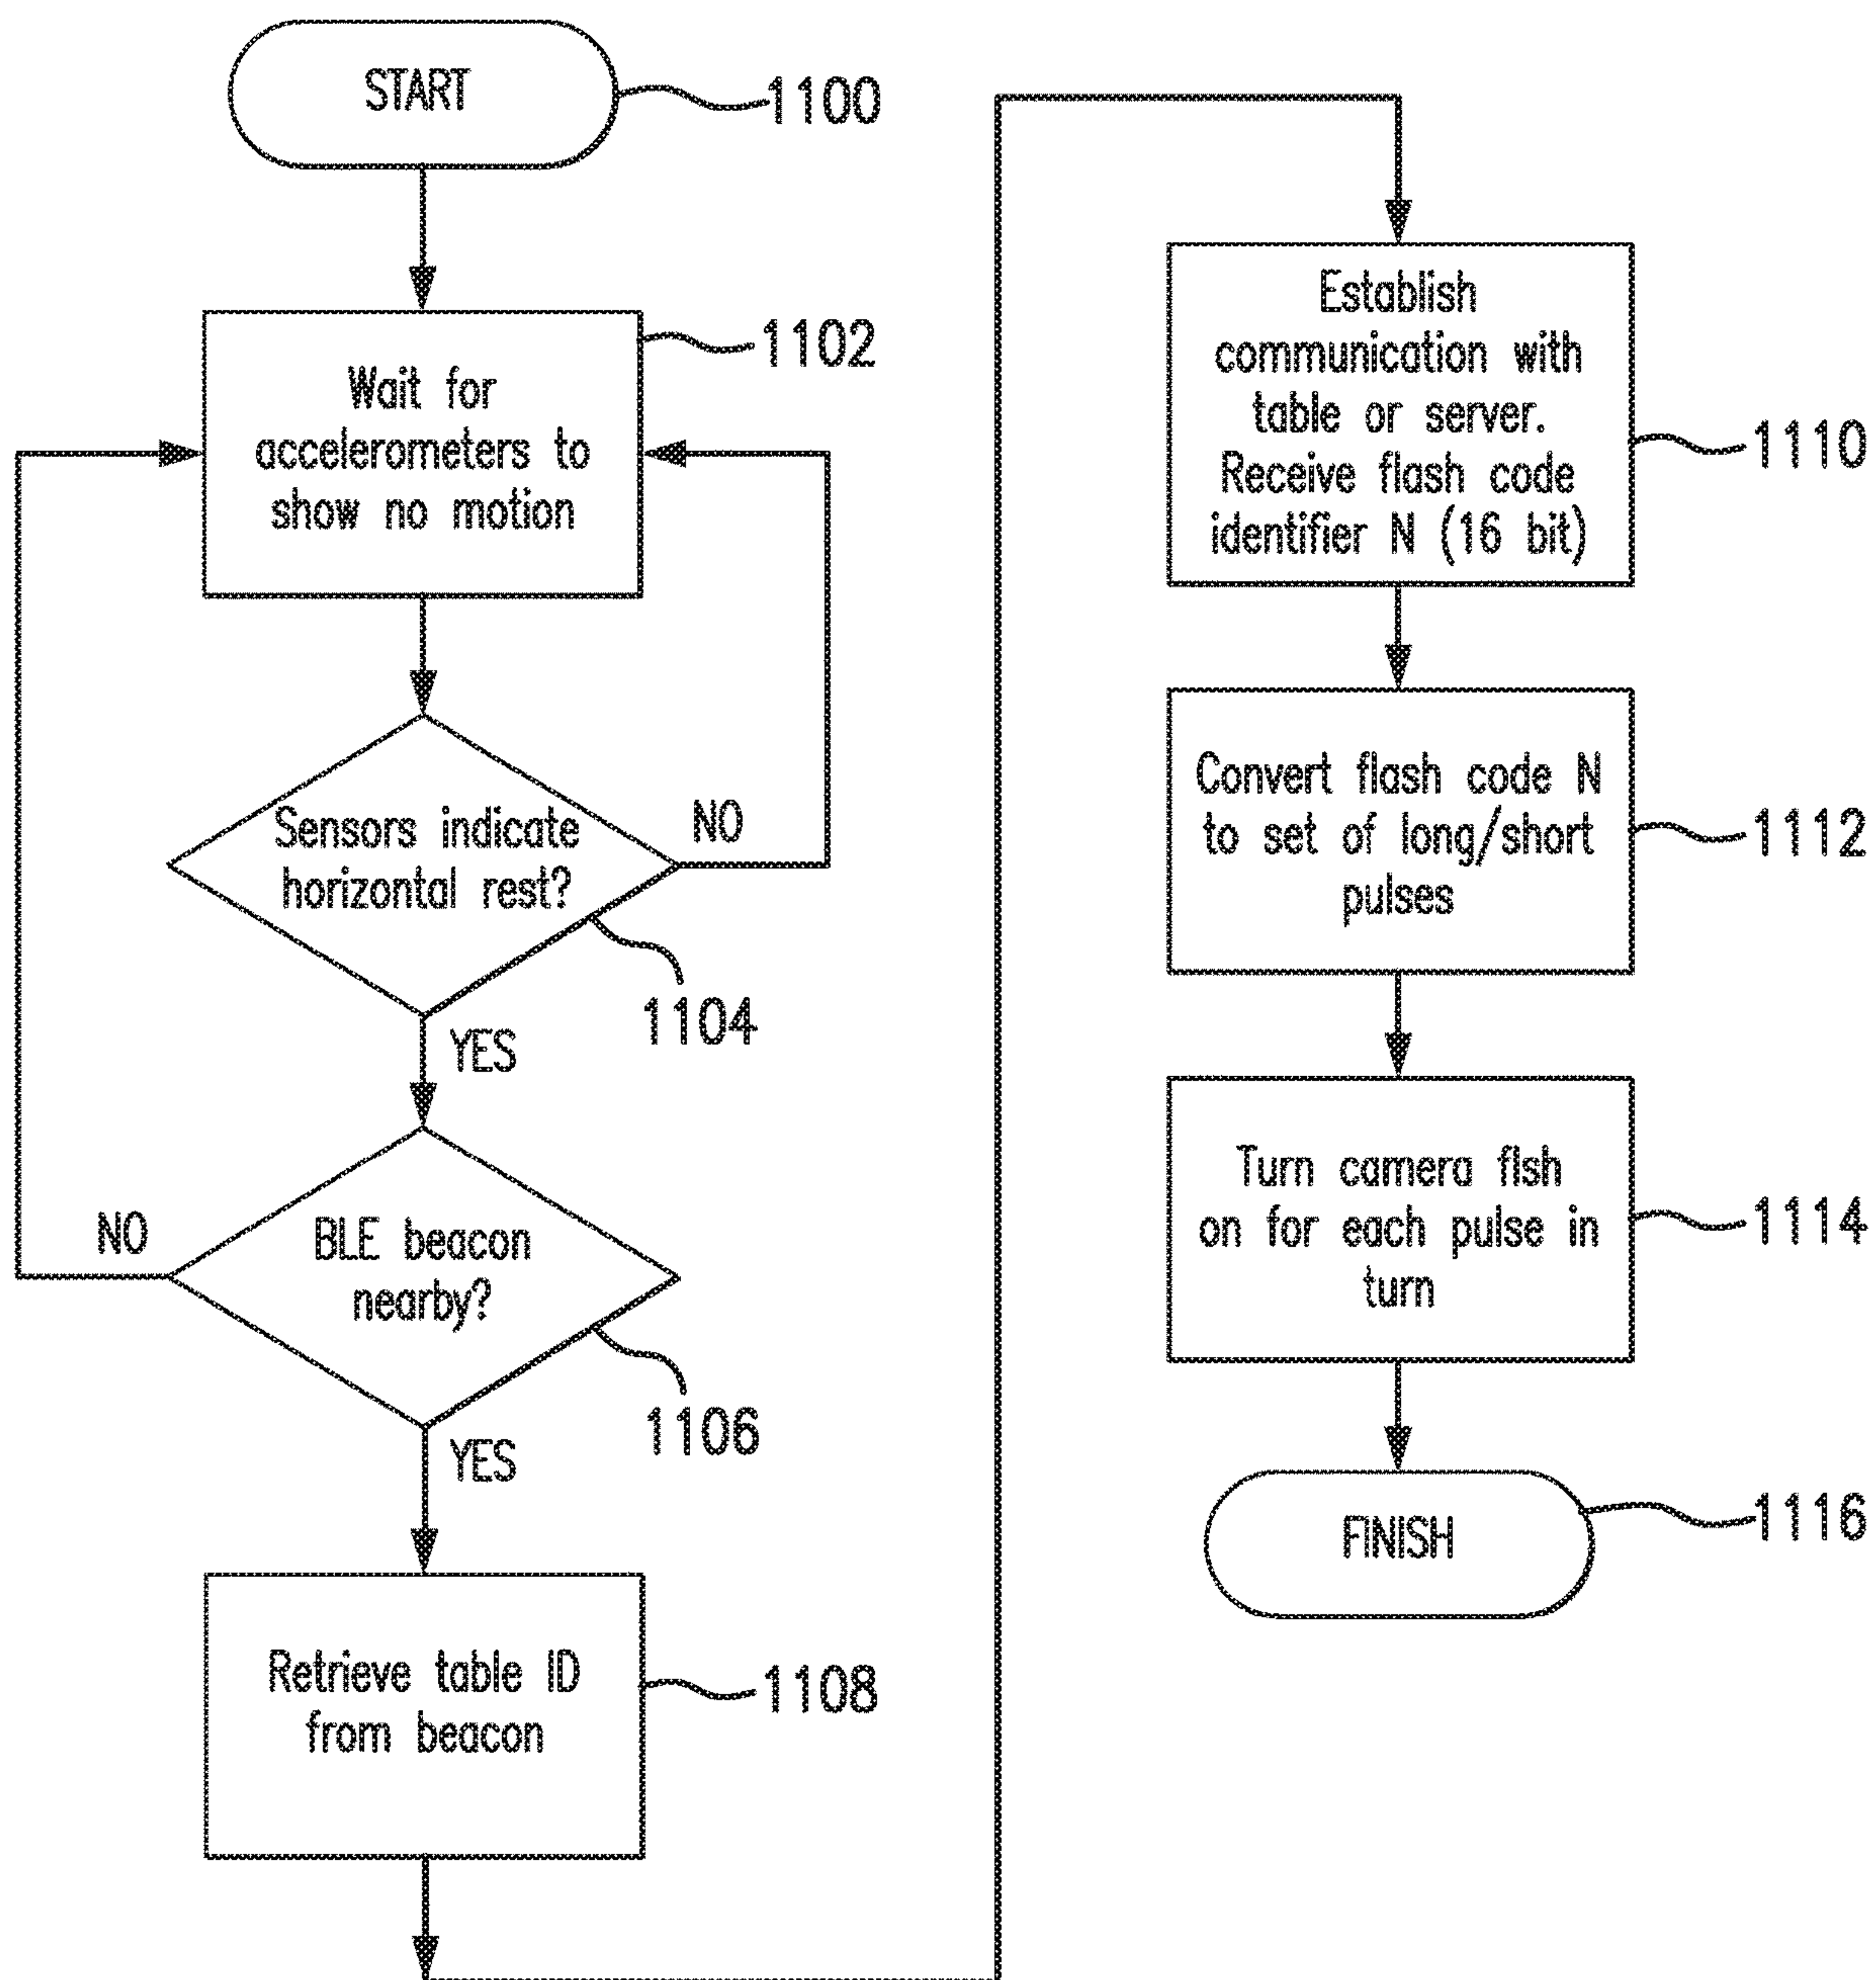 START
1100
Wait for
accelerometers to
show no motion
1102
Sensors indicate
horizontal rest?
NO
1104
YES
BLE beacon
nearby?
NO
1106
YES
Retrieve table ID
from beacon
1108
Establish
communication with
table or server.
Receive flash code
identifier N (16 bit)
1110
Convert flash code N
to set of long/short
pulses
1112
Turn camera flsh
on for each pulse in
turn
1114
FINISH
1116